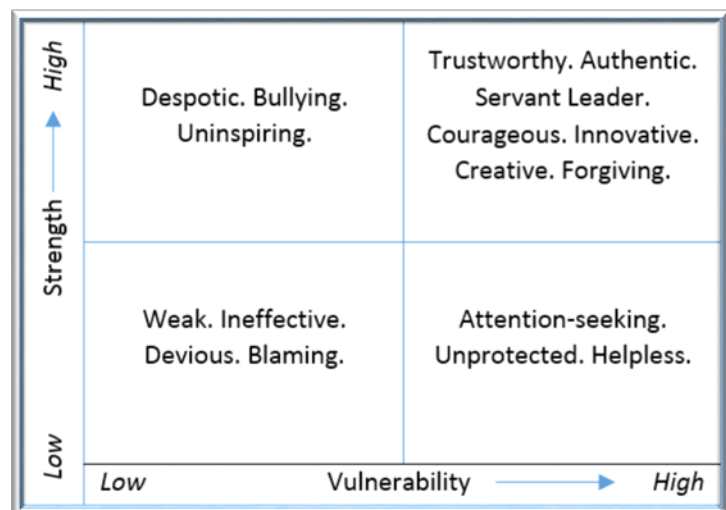 High
Strength
Low
Despotic. Bullying.
Uninspiring.
Trustworthy. Authentic.
Servant Leader.
Courageous. Innovative.
Creative. Forgiving.
Weak. Ineffective.
Devious. Blaming.
Attention-seeking.
Unprotected. Helpless.
Low
Vulnerability
High